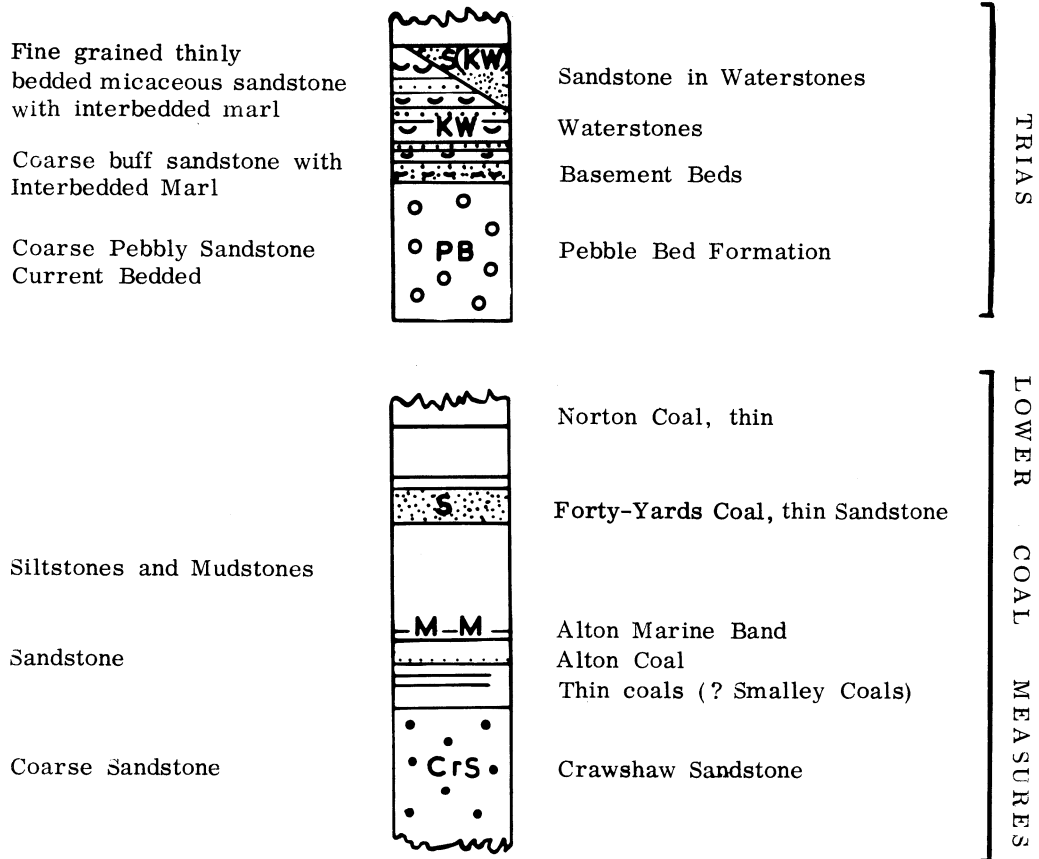 Fine grained thinly
bedded micaceous sandstone
with interbedded marl
S(KW)
Sandstone in Waterstones
KW
Waterstones
Coarse buff sandstone with
Interbedded Marl
Basement Beds
Coarse Pebbly Sandstone
Current Bedded
PB
Pebble Bed Formation
TRIAS
Norton Coal, thin
S
Forty-Yards Coal, thin Sandstone
Siltstones and Mudstones
M M
Alton Marine Band
Sandstone
Alton Coal
Thin coals (? Smalley Coals)
Coarse Sandstone
CrS
Crawshaw Sandstone
LOWER COAL MEASURES